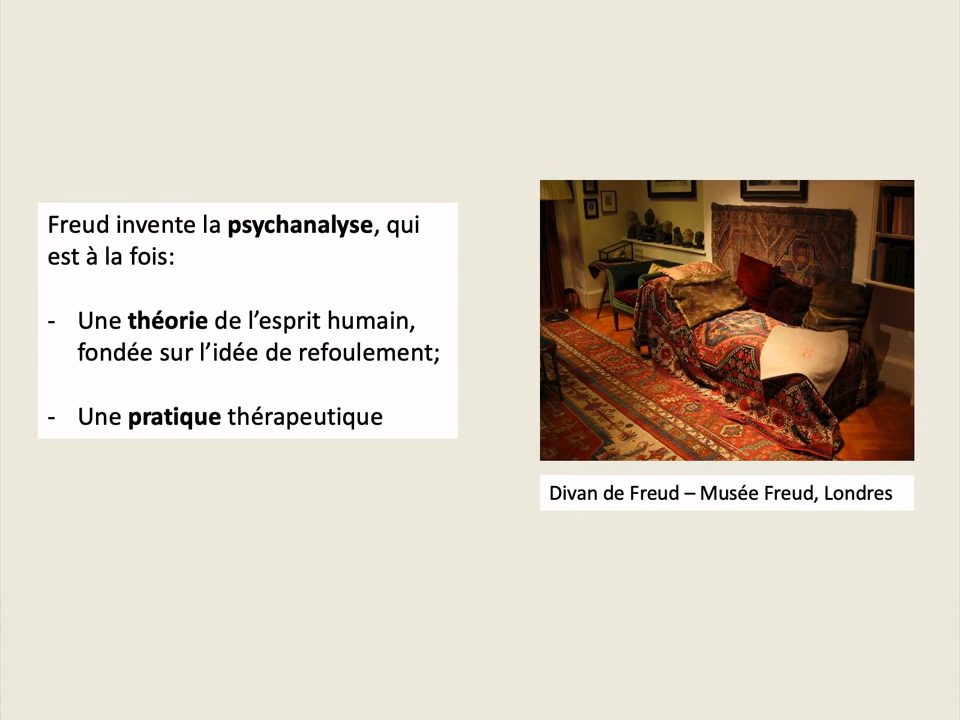 Freud invente la psychanalyse, qui
est à la fois:
- Une théorie de l’esprit humain,
fondée sur l’idée de refoulement;
- Une pratique thérapeutique
Divan de Freud – Musée Freud, Londres